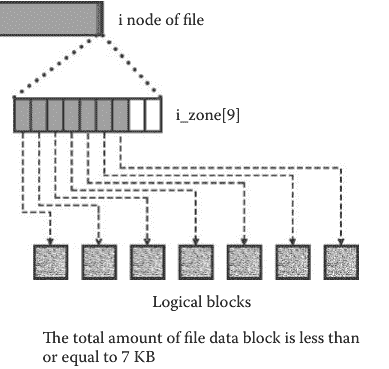 i node of file
i_zone[9]
Logical blocks
The total amount of file data block is less than
or equal to 7 KB